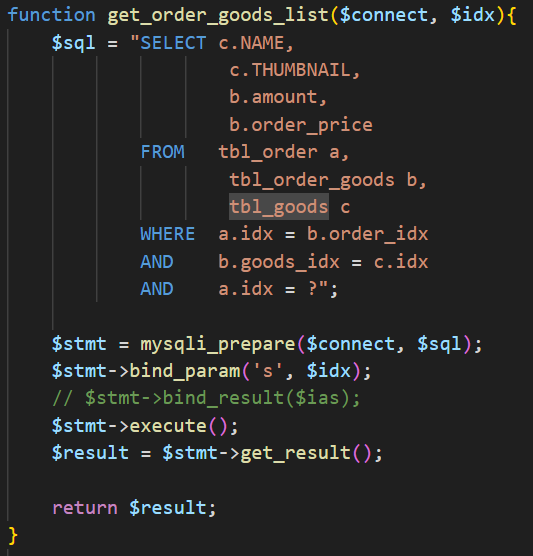 function get_order_goods_list($connect, $idx){
$sql = "SELECT c.NAME,
c.THUMBNAIL,
b.amount,
b.order_price
FROM tbl_order a,
tbl_order_goods b,
tbl_goods c
WHERE a.idx = b.order_idx
AND b.goods_idx = c.idx
AND a.idx = ?";
$stmt = mysqli_prepare($connect, $sql);
$stmt->bind_param('s', $idx);
// $stmt->bind_result($ias);
$stmt->execute();
$result = $stmt->get_result();
return $result;
}